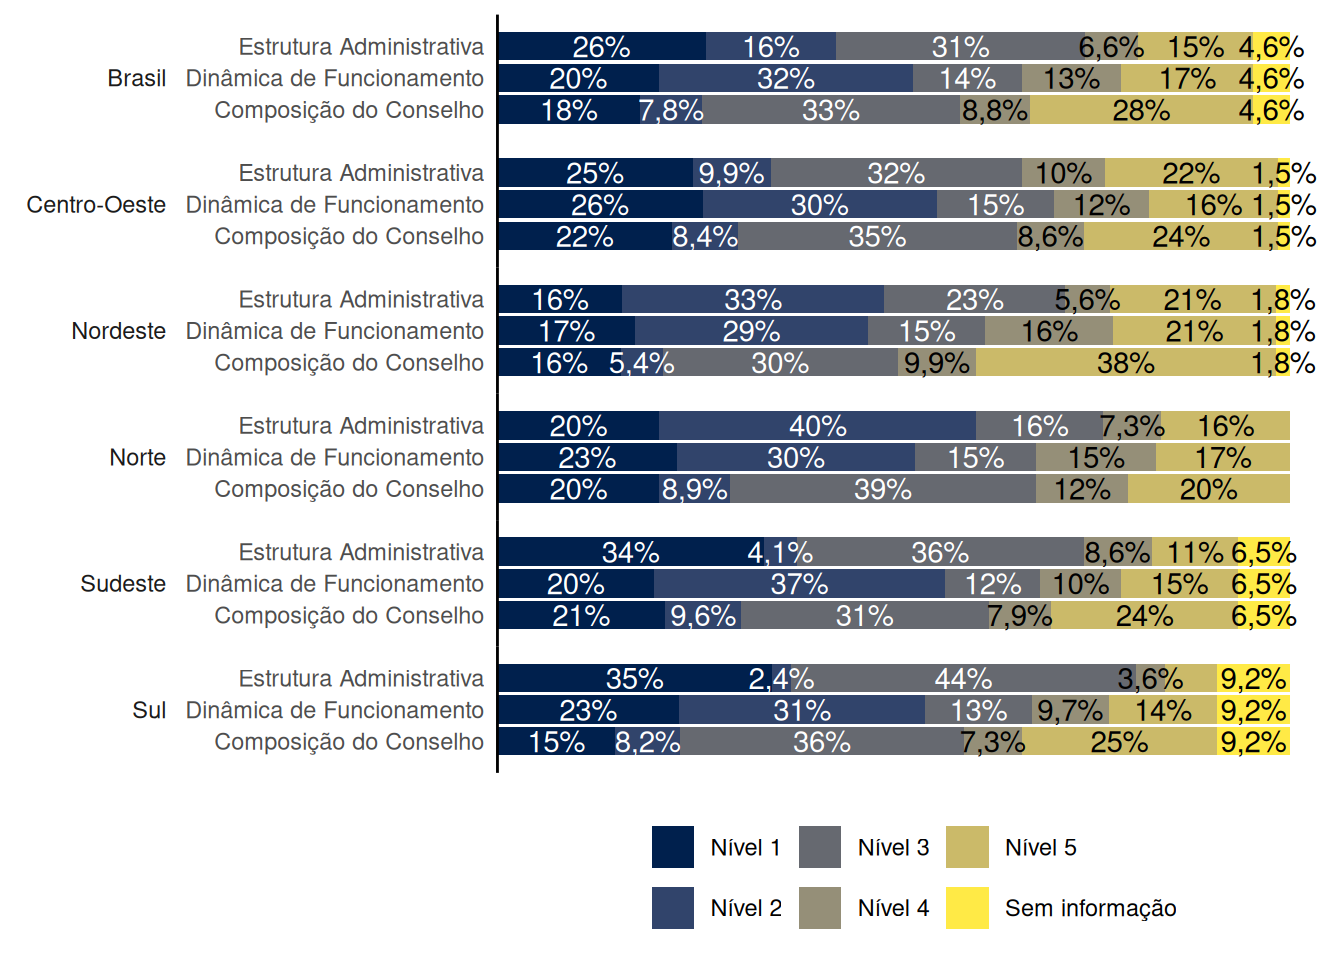 Estrutura Administrativa 26% 16% 31% 6,6% 15% 4,6%
Brasil Dinâmica de Funcionamento 20% 32% 14% 13% 17% 4,6%
Composição do Conselho 18% 7,8% 33% 8,8% 28% 4,6%
Estrutura Administrativa 25% 9,9% 32% 10% 22% 1,5%
Centro-Oeste Dinâmica de Funcionamento 26% 30% 15% 12% 16% 1,5%
Composição do Conselho 22% 8,4% 35% 8,6% 24% 1,5%
Estrutura Administrativa 16% 33% 23% 5,6% 21% 1,8%
Nordeste Dinâmica de Funcionamento 17% 29% 15% 16% 21% 1,8%
Composição do Conselho 16% 5,4% 30% 9,9% 38% 1,8%
Estrutura Administrativa 20% 40% 16% 7,3% 16%
Norte Dinâmica de Funcionamento 23% 30% 15% 15% 17%
Composição do Conselho 20% 8,9% 39% 12% 20%
Estrutura Administrativa 34% 4,1% 36% 8,6% 11% 6,5%
Sudeste Dinâmica de Funcionamento 20% 37% 12% 10% 15% 6,5%
Composição do Conselho 21% 9,6% 31% 7,9% 24% 6,5%
Estrutura Administrativa 35% 2,4% 44% 3,6% 9,2%
Sul Dinâmica de Funcionamento 23% 31% 13% 9,7% 14% 9,2%
Composição do Conselho 15% 8,2% 36% 7,3% 25% 9,2%
Nível 1 Nível 3 Nível 5
Nível 2 Nível 4 Sem informação